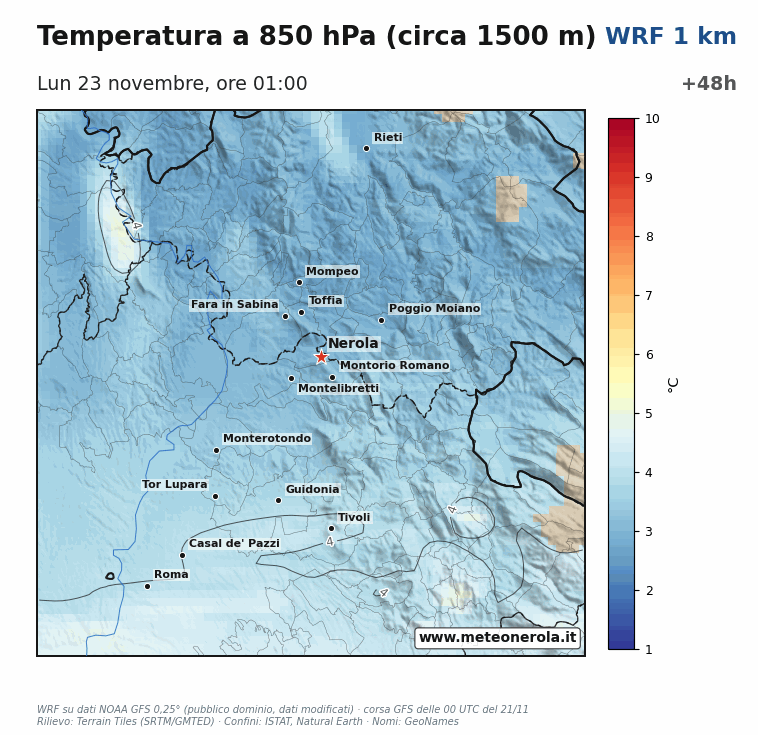 Temperatura a 850 hPa (circa 1500 m) WRF 1 km
Lun 23 novembre, ore 01:00 +48h
Rieti
4
Mompeo
Toffia
Fara in Sabina
Poggio Moiano
Nerola
Montorio Romano
Montelibretti
Monterotondo
Tor Lupara
Guidonia
4
Tivoli
4
Casal de' Pazzi
Roma
4
www.meteonerola.it
10
9
8
7
6
5
4
3
2
1
°C
WRF su dati NOAA GFS 0,25° (pubblico dominio, dati modificati) · corsa GFS delle 00 UTC del 21/11
Rilievo: Terrain Tiles (SRTM/GMTED) · Confini: ISTAT, Natural Earth · Nomi: GeoNames